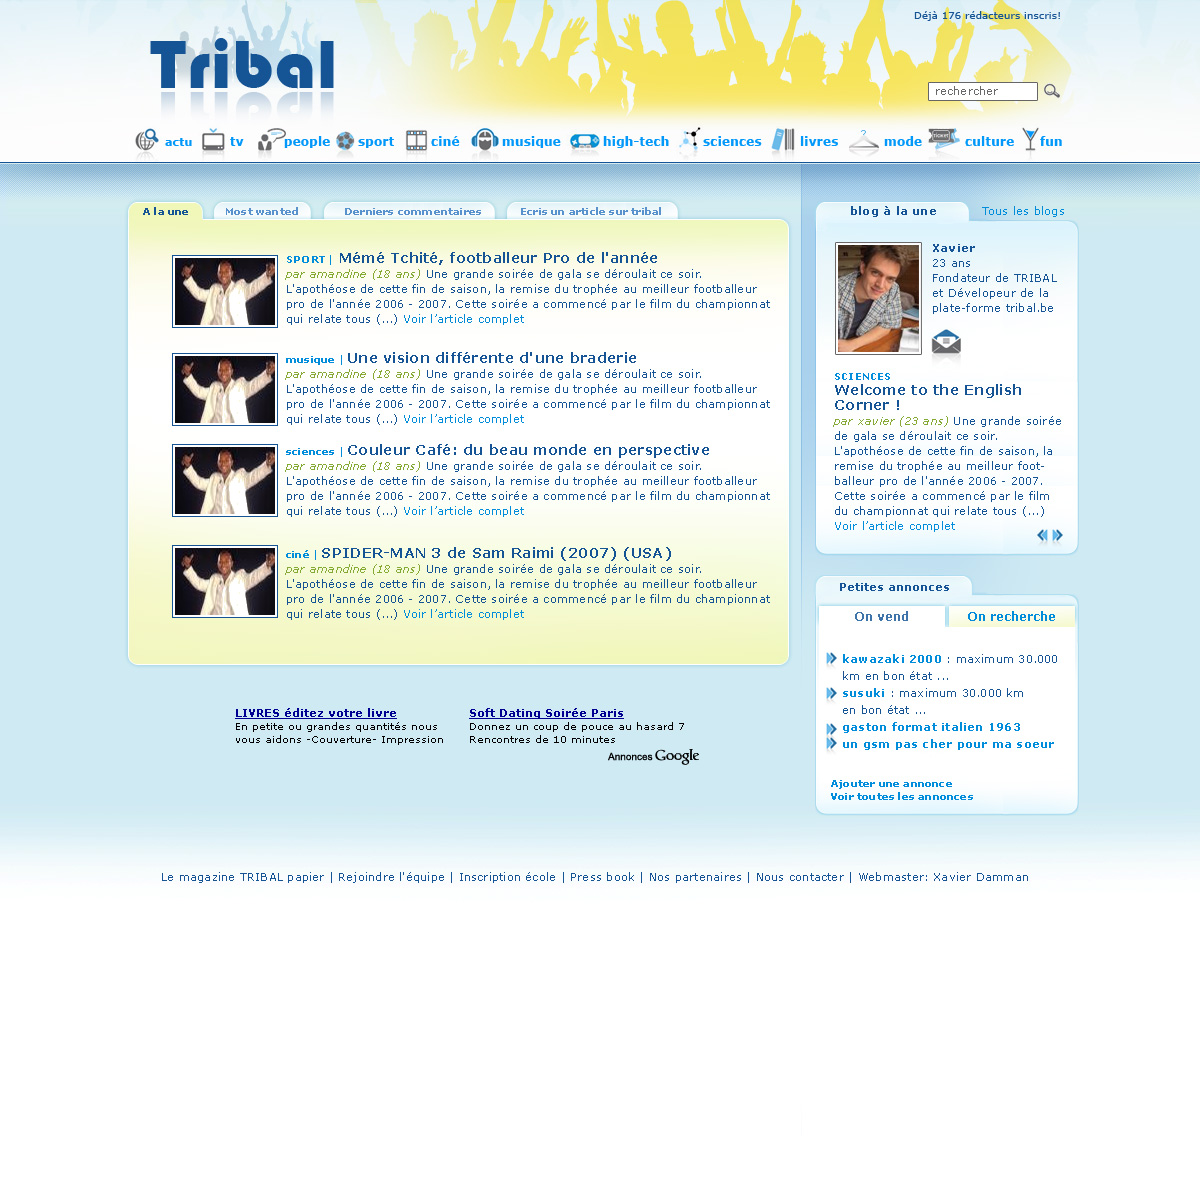 Déjà 176 rédacteurs inscris!
Tribal
rechercher
actu tv people sport ciné musique high-tech sciences livres mode culture fun
A la une
Most wanted
Derniers commentaires
Ecris un article sur tribal
SPORT | Mémé Tchité, footballeur Pro de l'année
par amandine (18 ans) Une grande soirée de gala se déroulait ce soir.
L'apothéose de cette fin de saison, la remise du trophée au meilleur footballeur
pro de l'année 2006 - 2007. Cette soirée a commencé par le film du championnat
qui relate tous (...) Voir l'article complet
musique | Une vision différente d'une braderie
par amandine (18 ans) Une grande soirée de gala se déroulait ce soir.
L'apothéose de cette fin de saison, la remise du trophée au meilleur footballeur
pro de l'année 2006 - 2007. Cette soirée a commencé par le film du championnat
qui relate tous (...) Voir l'article complet
sciences | Couleur Café: du beau monde en perspective
par amandine (18 ans) Une grande soirée de gala se déroulait ce soir.
L'apothéose de cette fin de saison, la remise du trophée au meilleur footballeur
pro de l'année 2006 - 2007. Cette soirée a commencé par le film du championnat
qui relate tous (...) Voir l'article complet
ciné | SPIDER-MAN 3 de Sam Raimi (2007) (USA)
par amandine (18 ans) Une grande soirée de gala se déroulait ce soir.
L'apothéose de cette fin de saison, la remise du trophée au meilleur footballeur
pro de l'année 2006 - 2007. Cette soirée a commencé par le film du championnat
qui relate tous (...) Voir l'article complet
LIVRES éditez votre livre
En petite ou grandes quantités nous
vous aidons -Couverture- Impression
Soft Dating Soirée Paris
Donnez un coup de pouce au hasard 7
Rencontres de 10 minutes
Annonces Google
blog à la une
Tous les blogs
Xavier
23 ans
Fondateur de TRIBAL
et Dévelopeur de la
plate-forme tribal.be
SCIENCES
Welcome to the English
Corner !
par xavier (23 ans) Une grande soirée
de gala se déroulait ce soir.
L'apothéose de cette fin de saison, la
remise du trophée au meilleur foot-
balleur pro de l'année 2006 - 2007.
Cette soirée a commencé par le film
du championnat qui relate tous (...)
Voir l'article complet
Petites annonces
On vend
On recherche
kawazaki 2000 : maximum 30.000
km en bon état ...
susuki : maximum 30.000 km
en bon état ...
gaston format italien 1963
un gsm pas cher pour ma soeur
Ajouter une annonce
Voir toutes les annonces
Le magazine TRIBAL papier | Rejoindre l'équipe | Inscription école | Press book | Nos partenaires | Nous contacter | Webmaster: Xavier Damman